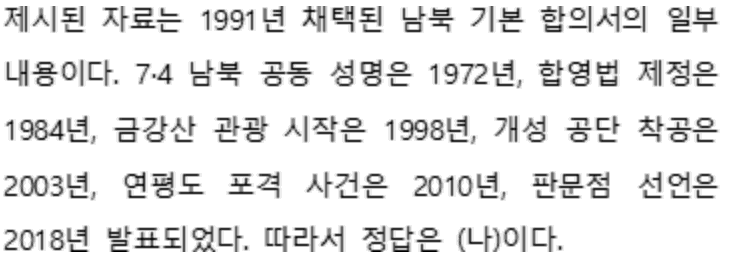 제시된 자료는 1991년 채택된 남북 기본 합의서의 일부
내용이다. 7·4 남북 공동 성명은 1972년, 합영법 제정은
1984년, 금강산 관광 시작은 1998년, 개성 공단 착공은
2003년, 연평도 포격 사건은 2010년, 판문점 선언은
2018년 발표되었다. 따라서 정답은 (나)이다.